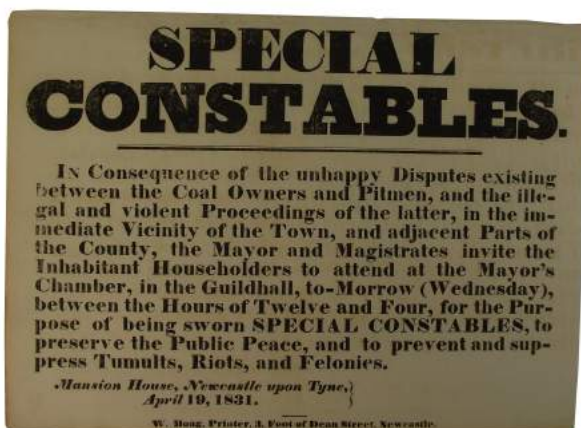 SPECIAL
CONSTABLES.
IN Consequence of the unhappy Disputes existing
between the Coal Owners and Pitmen, and the ille-
gal and violent Proceedings of the latter, in the im-
mediate Vicinity of the Town, and adjacent Parts of
the County, the Mayor and Magistrates invite the
Inhabitant Householders to attend at the Mayor's
Chamber, in the Guildhall, to-Morrow (Wednesday),
between the Hours of Twelve and Four, for the Pur-
pose of being sworn SPECIAL CONSTABLES, to
preserve the Public Peace, and to prevent and sup-
press Tumults, Riots, and Felonies.
Mansion House, Newcastle upon Tyne,
April 19, 1831.
W. Boag, Printer, 3, Foot of Dean Street, Newcastle.